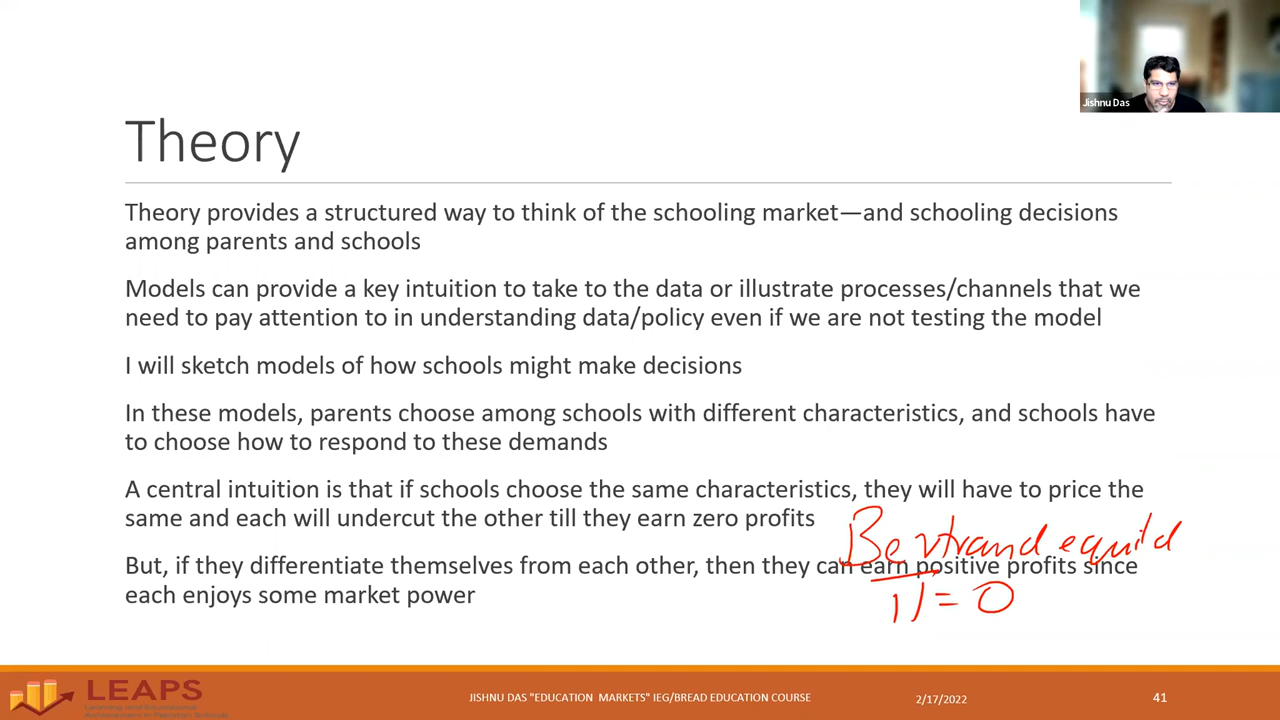 Jishnu Das
Theory
Theory provides a structured way to think of the schooling market—and schooling decisions
among parents and schools
Models can provide a key intuition to take to the data or illustrate processes/channels that we
need to pay attention to in understanding data/policy even if we are not testing the model
I will sketch models of how schools might make decisions
In these models, parents choose among schools with different characteristics, and schools have
to choose how to respond to these demands
A central intuition is that if schools choose the same characteristics, they will have to price the
same and each will undercut the other till they earn zero profits
Bertrand
But, if they differentiate themselves from each other, then they can earn positive profits since
each enjoys some market power
Π = 0
LEAPS
Learning and Educational
Achievement in Pakistan Schools
JISHNU DAS "EDUCATION MARKETS" IEG/BREAD EDUCATION COURSE
2/17/2022
41